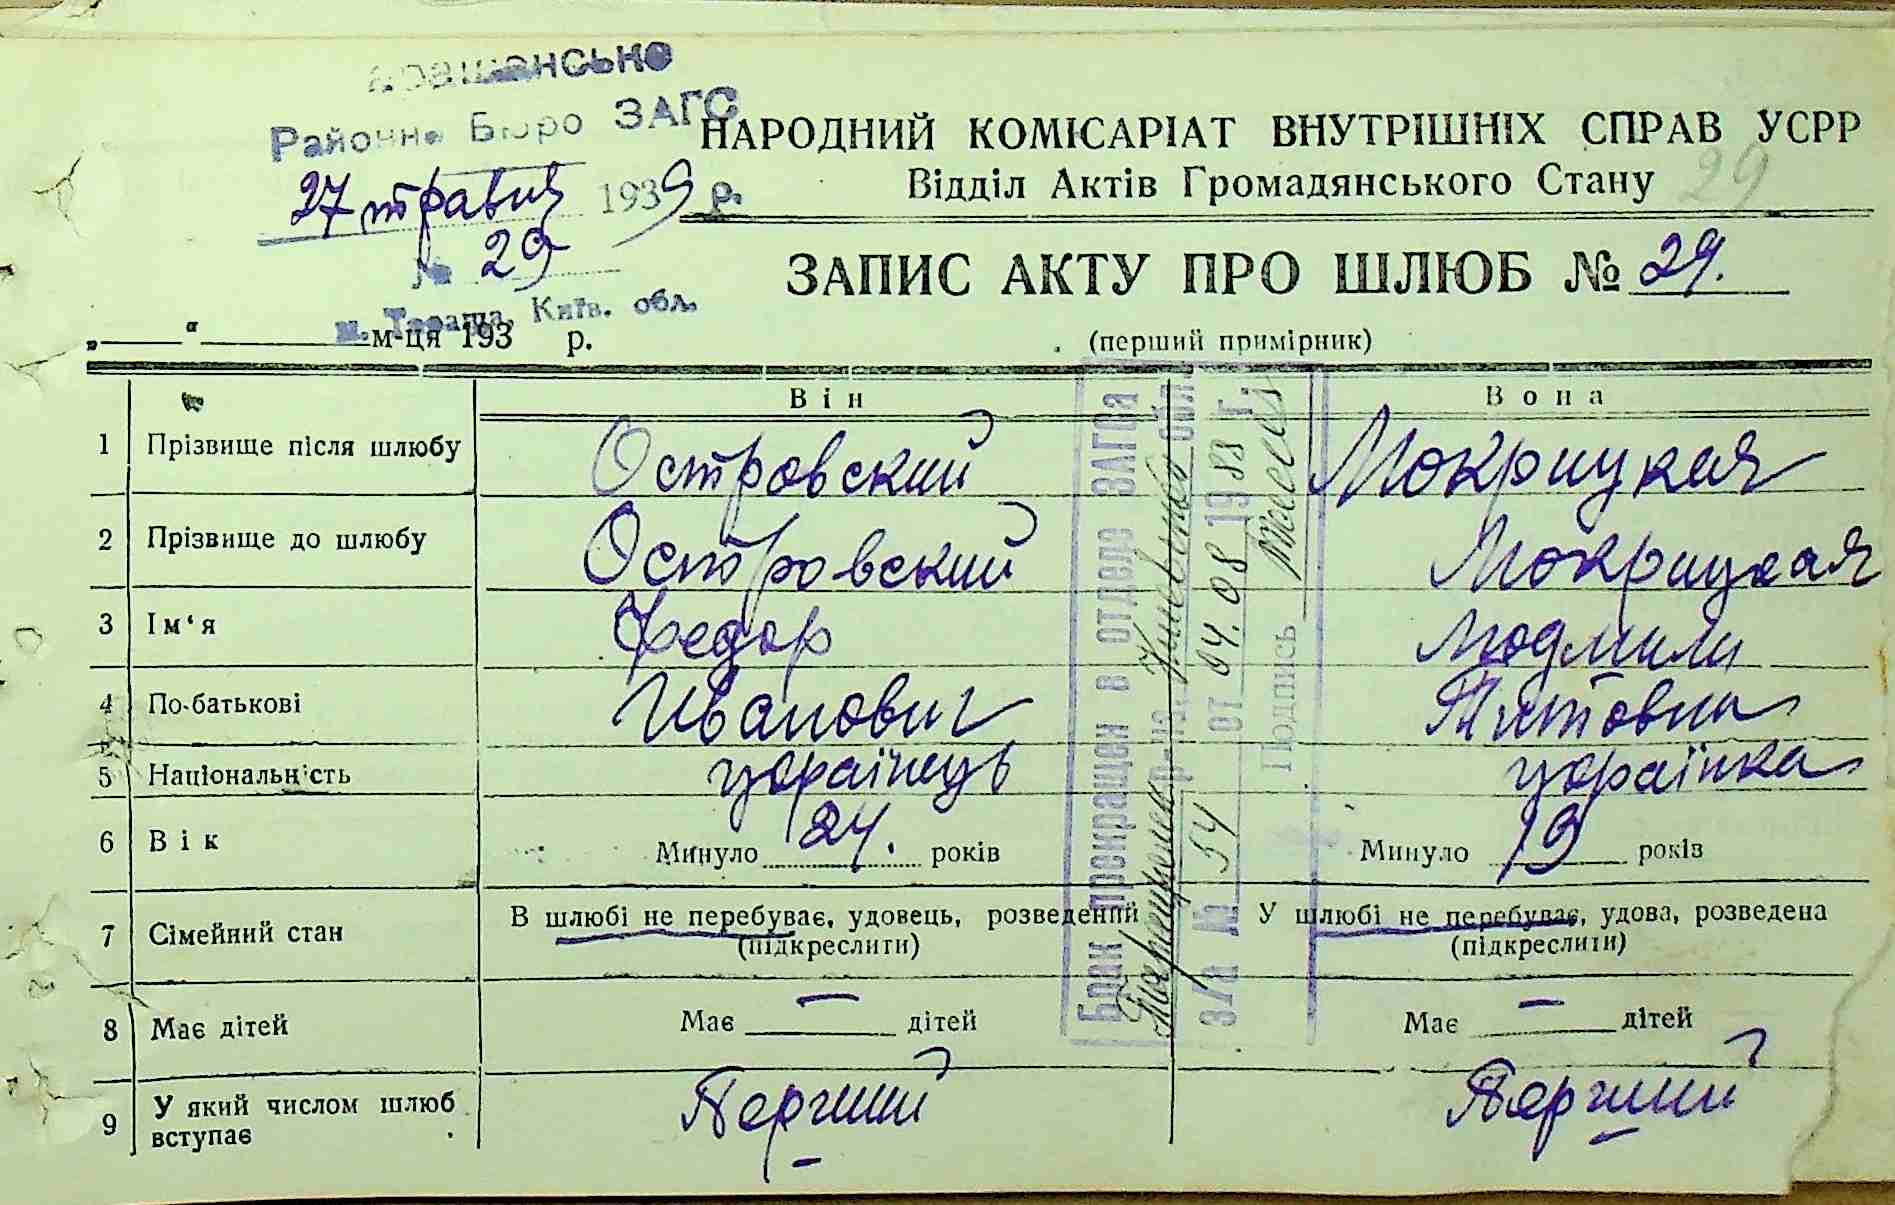 Районне Бюро ЗАГС
27 травня 1939 р.
№ 29
м. Тараща, Київ. обл.
29
НАРОДНИЙ КОМІСАРІАТ ВНУТРІШНІХ СПРАВ УСРР
Відділ Актів Громадянського Стану
ЗАПИС АКТУ ПРО ШЛЮБ № 29.
„ “ м-ця 193 р.
(перший примірник)
Він Вона
1 Прізвище після шлюбу Островский Мокрицкая
2 Прізвище до шлюбу Островский Мокрицкая
3 Ім‘я Федор Людмила
4 По-батькові Иванович Титовна
5 Національність українець українка
6 Вік Минуло 24. років Минуло 19 років
7 Сімейний стан В шлюбі не перебуває, удовець, розведений У шлюбі не перебуває, удова, розведена
(підкреслити) (підкреслити)
8 Має дітей Має — дітей Має — дітей
9 У який числом шлюб вступає Перший Перший
Брак прекращен в отделе ЗАГСа
обл.
з/а № 54 от 04.08 1988 г.
Подпись